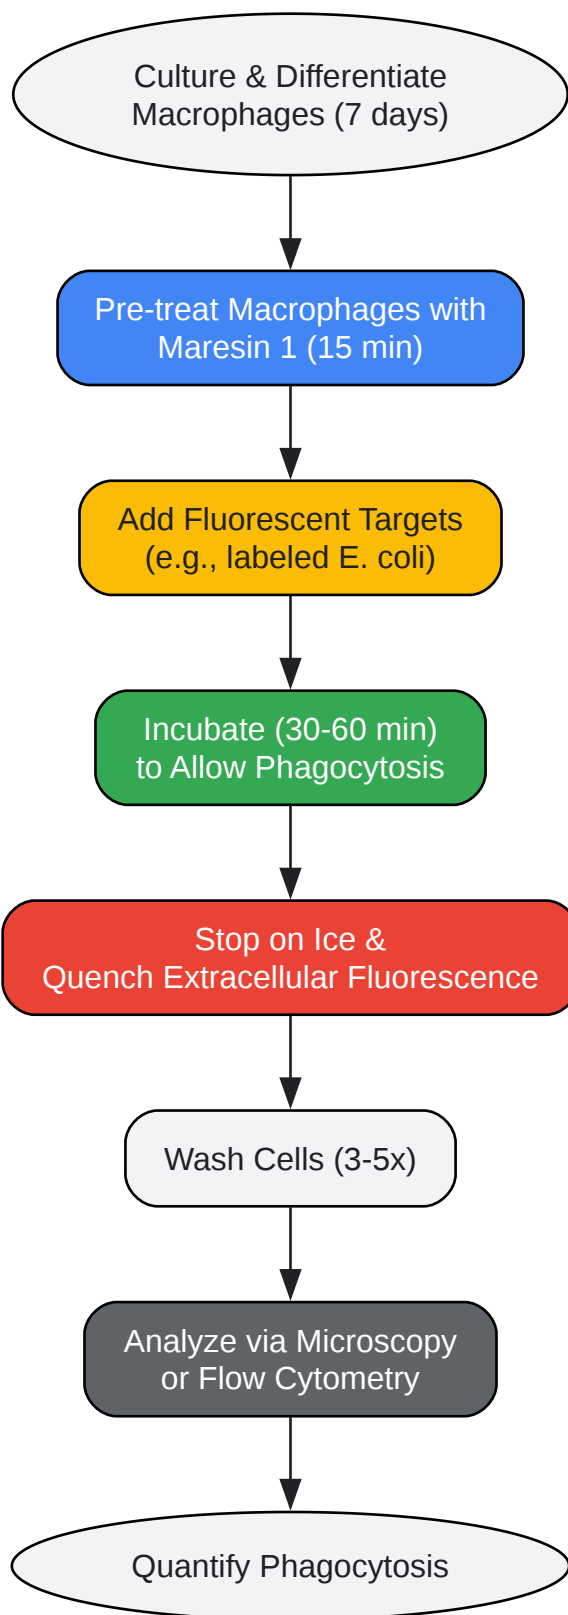 Culture & Differentiate
Macrophages (7 days)
Pre-treat Macrophages with
Maresin 1 (15 min)
Add Fluorescent Targets
(e.g., labeled E. coli)
Incubate (30-60 min)
to Allow Phagocytosis
Stop on Ice &
Quench Extracellular Fluorescence
Wash Cells (3-5x)
Analyze via Microscopy
or Flow Cytometry
Quantify Phagocytosis